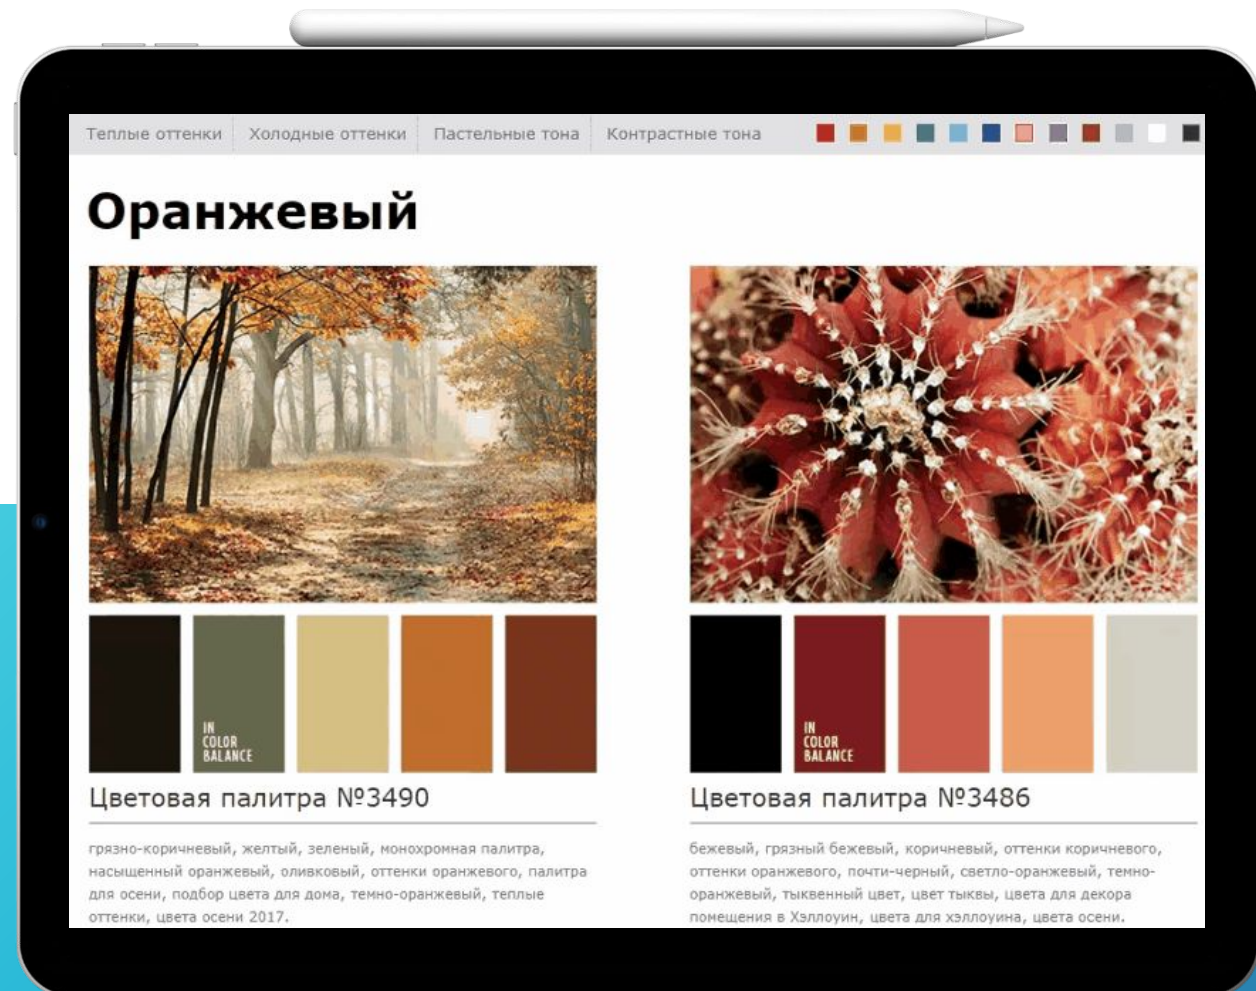 Теплые оттенки Холодные оттенки Пастельные тона Контрастные тона
Оранжевый
IN
COLOR
BALANCE
Цветовая палитра №3490
грязно-коричневый, желтый, зеленый, монохромная палитра,
насыщенный оранжевый, оливковый, оттенки оранжевого, палитра
для осени, подбор цвета для дома, темно-оранжевый, теплые
оттенки, цвета осени 2017.
IN
COLOR
BALANCE
Цветовая палитра №3486
бежевый, грязный бежевый, коричневый, оттенки коричневого,
оттенки оранжевого, почти-черный, светло-оранжевый, темно-
оранжевый, тыквенный цвет, цвет тыквы, цвета для декора
помещения в Хэллоуин, цвета для хэллоуина, цвета осени.